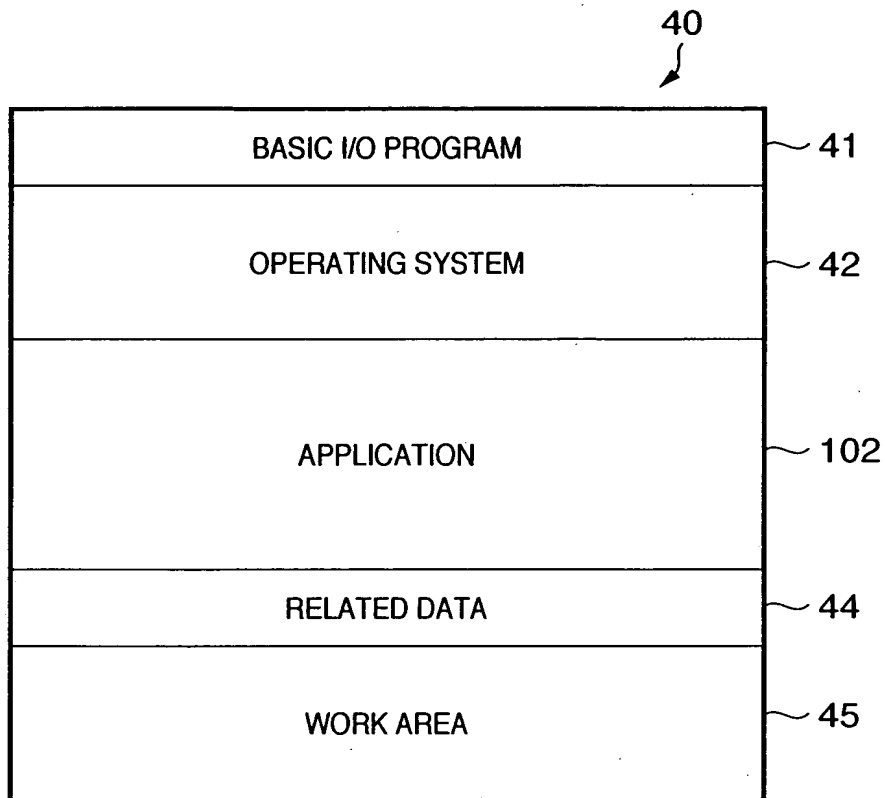 40
BASIC I/O PROGRAM 41
OPERATING SYSTEM 42
APPLICATION 102
RELATED DATA 44
WORK AREA 45